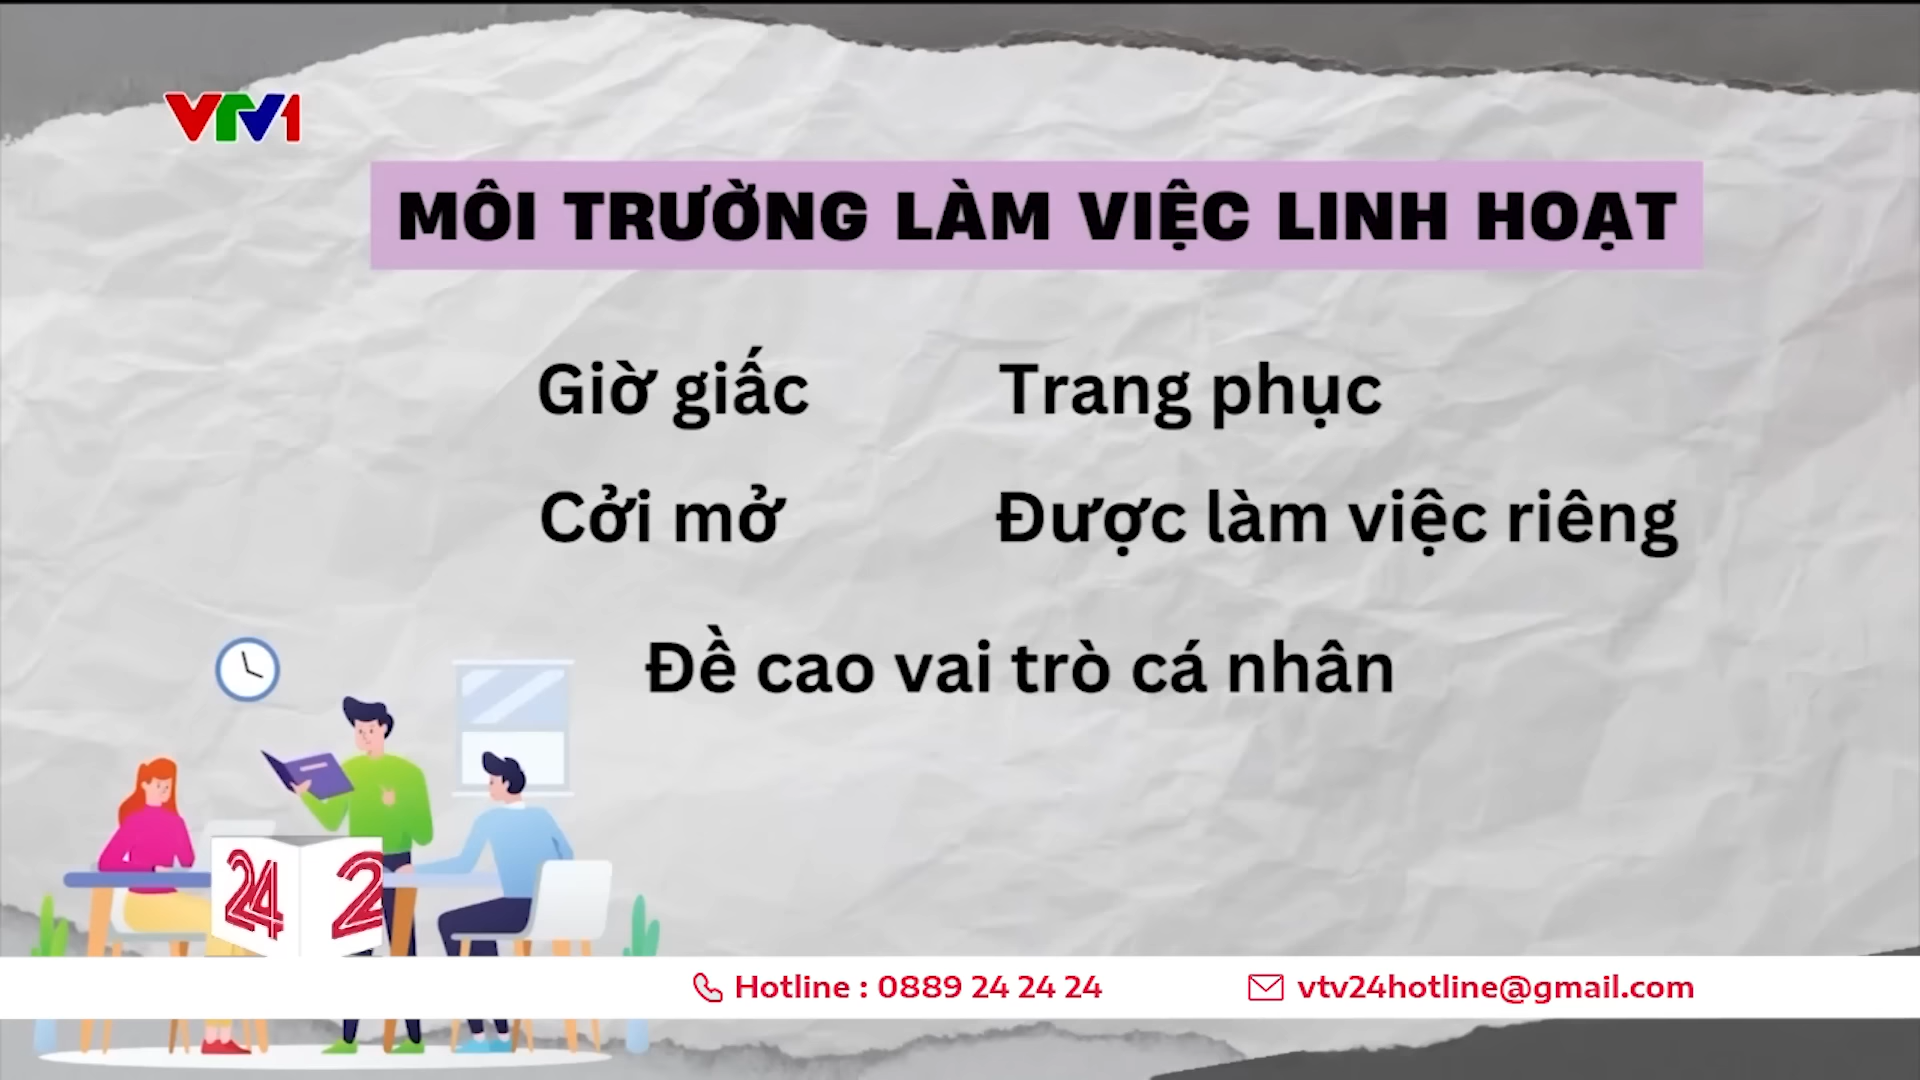 VTV1
MÔI TRƯỜNG LÀM VIỆC LINH HOẠT
Giờ giấc
Trang phục
Cởi mở
Được làm việc riêng
Đề cao vai trò cá nhân
24
2
Hotline : 0889 24 24 24
vtv24hotline@gmail.com